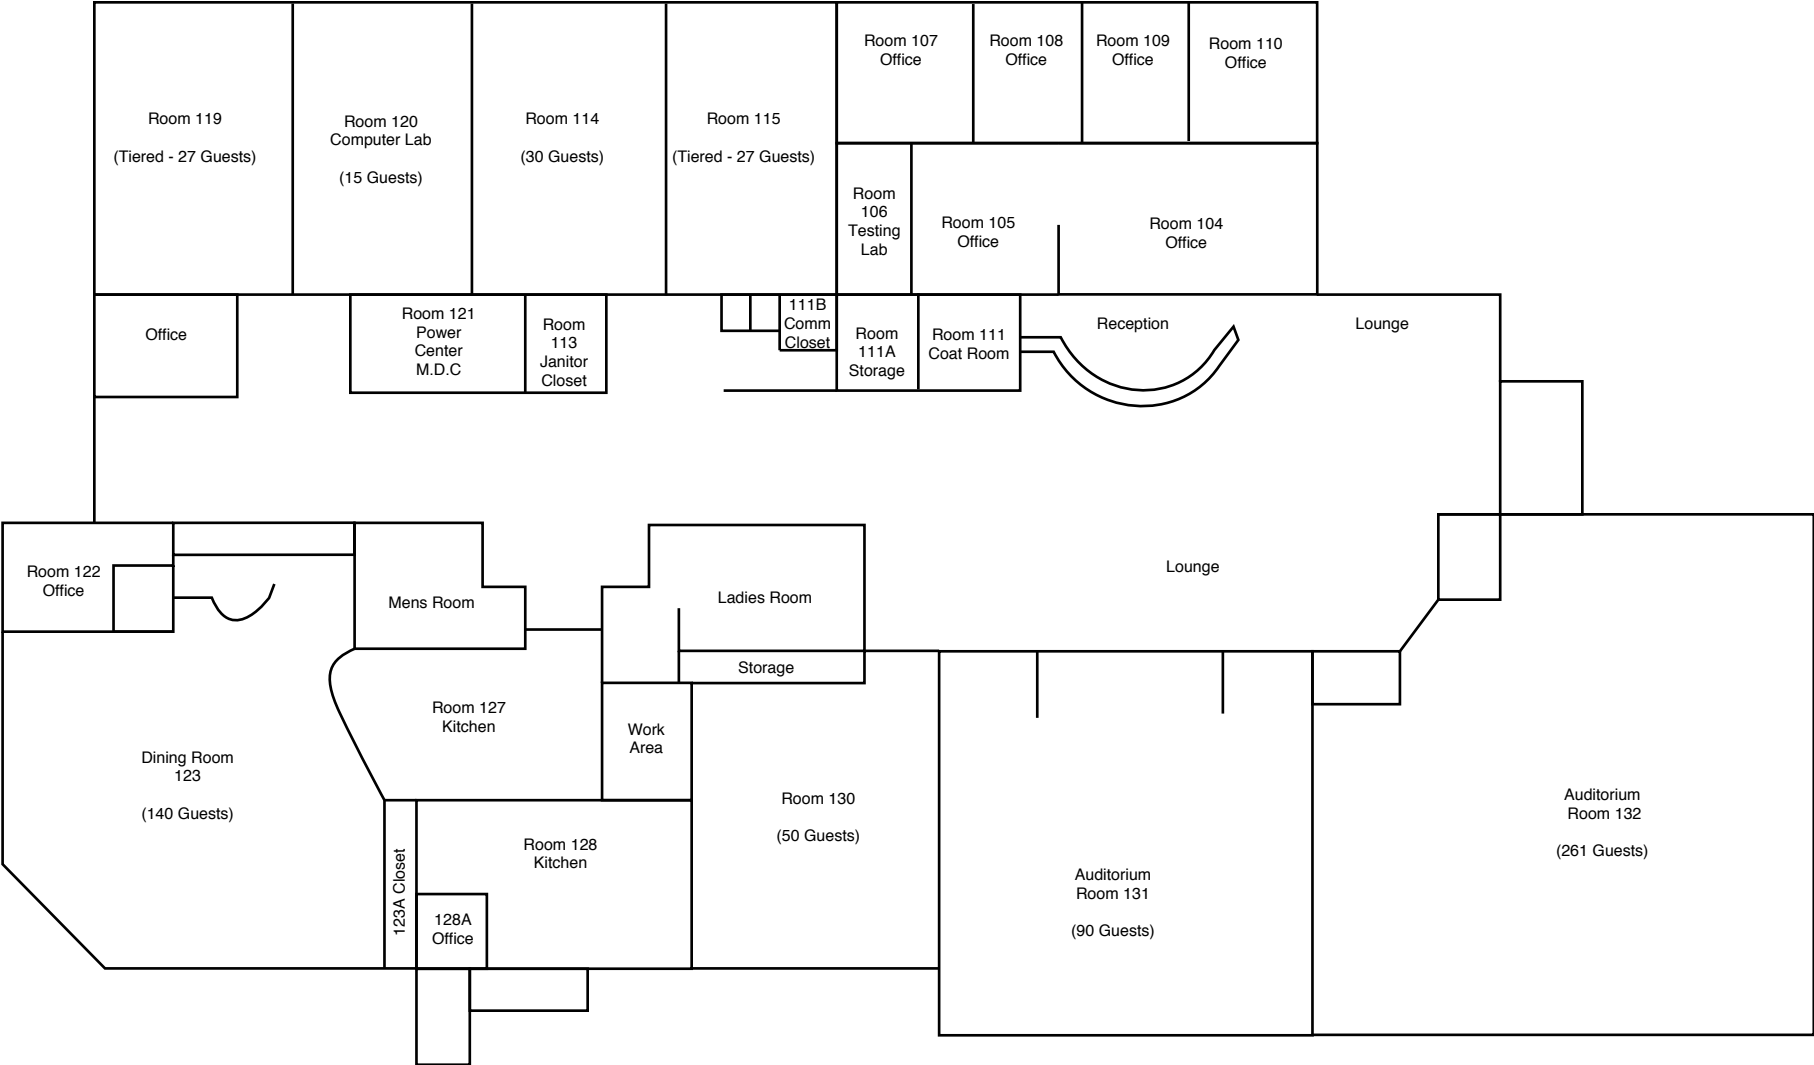 Room 107
Office
Room 108
Office
Room 109
Office
Room 110
Office
Room 119
(Tiered - 27 Guests)
Room 120
Computer Lab
(15 Guests)
Room 114
(30 Guests)
Room 115
(Tiered - 27 Guests)
Room
106
Testing
Lab
Room 105
Office
Room 104
Office
Office
Room 121
Power
Center
M.D.C
Room
113
Janitor
Closet
111B
Comm
Closet
Room
111A
Storage
Room 111
Coat Room
Reception
Lounge
Room 122
Office
Mens Room
Ladies Room
Lounge
Storage
Room 127
Kitchen
Work
Area
Dining Room
123
(140 Guests)
Room 130
(50 Guests)
Auditorium
Room 132
(261 Guests)
123A Closet
Room 128
Kitchen
128A
Office
Auditorium
Room 131
(90 Guests)